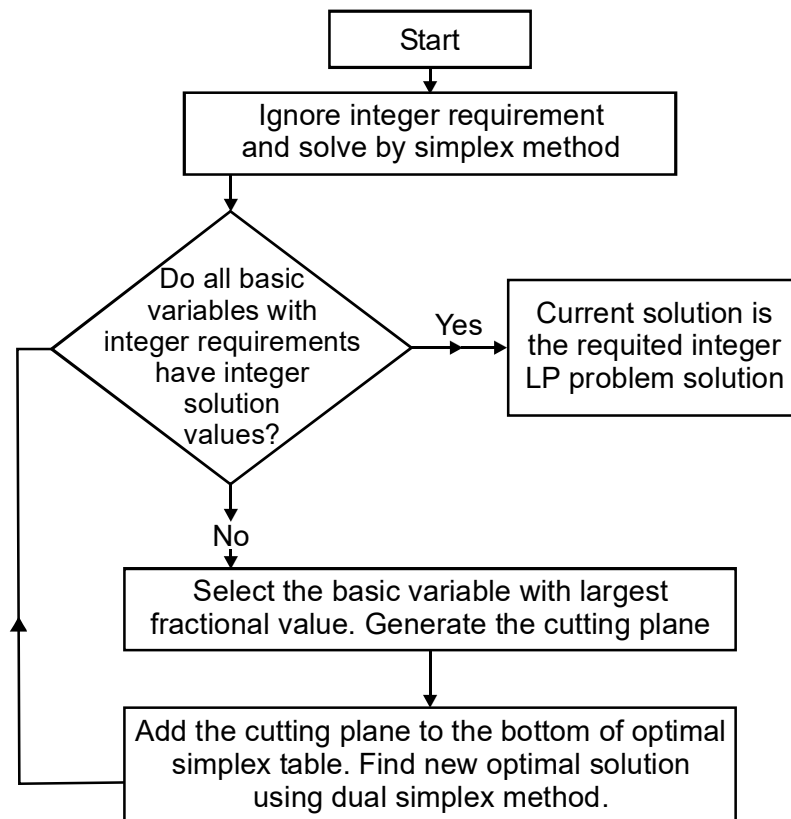 Start
Ignore integer requirement
and solve by simplex method
Do all basic
variables with
integer requirements
have integer
solution
values?
Yes
Current solution is
the requited integer
LP problem solution
No
Select the basic variable with largest
fractional value. Generate the cutting plane
Add the cutting plane to the bottom of optimal
simplex table. Find new optimal solution
using dual simplex method.